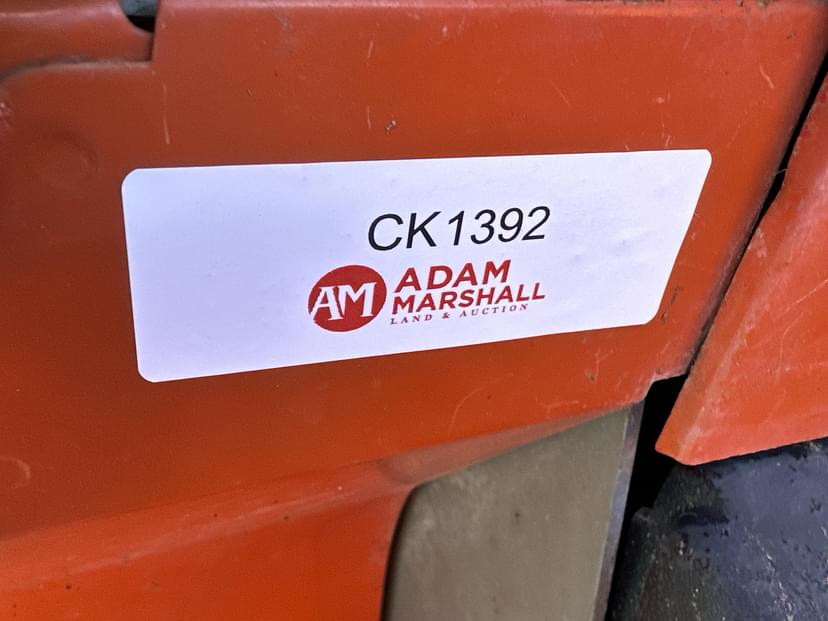 CK1392
AM
ADAM
MARSHALL
LAND & AUCTION